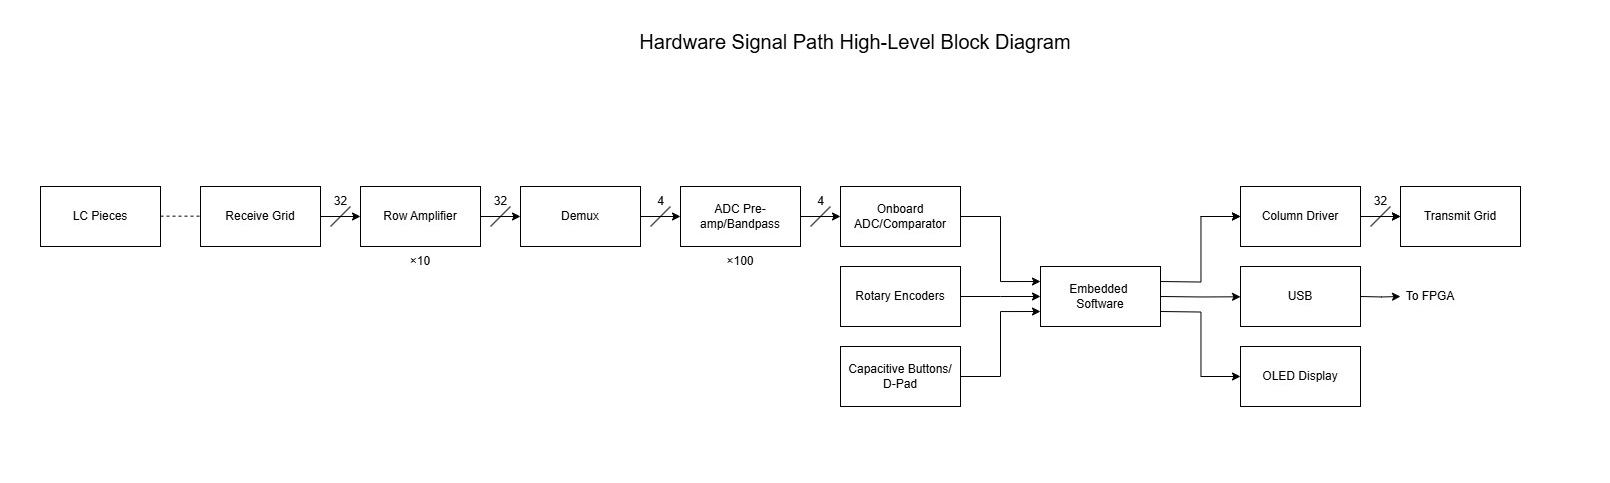 Hardware Signal Path High-Level Block Diagram
32
32
4
4
32
LC Pieces
Receive Grid
Row Amplifier
Demux
ADC Pre-
amp/Bandpass
Onboard
ADC/Comparator
Column Driver
Transmit Grid
×10
×100
Rotary Encoders
Embedded
Software
USB
To FPGA
Capacitive Buttons/
D-Pad
OLED Display